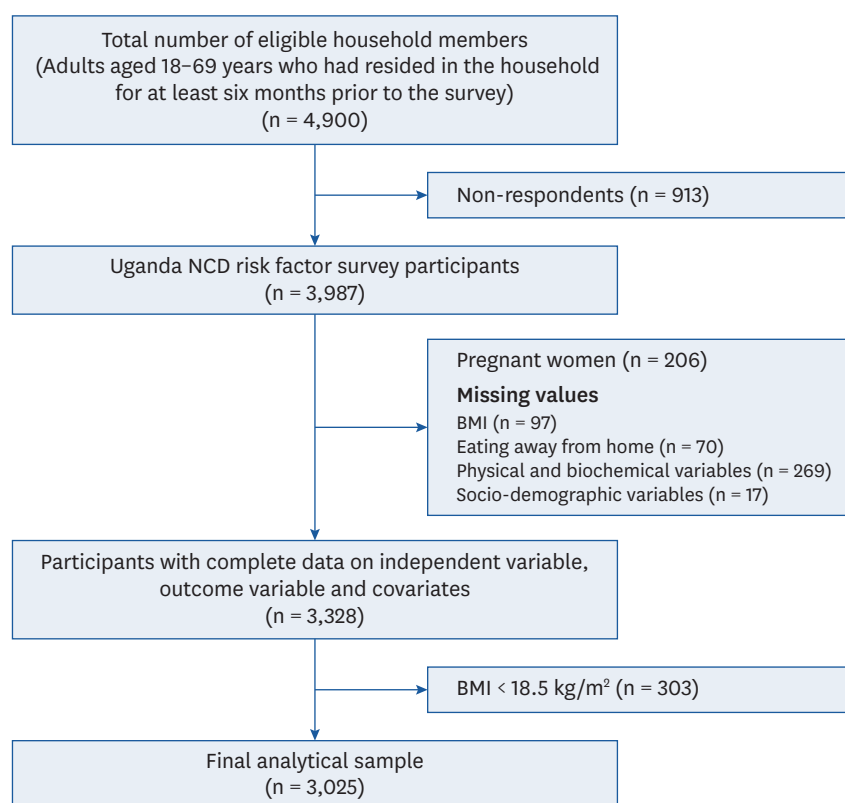 Total number of eligible household members
(Adults aged 18–69 years who had resided in the household
for at least six months prior to the survey)
(n = 4,900)
Non-respondents (n = 913)
Uganda NCD risk factor survey participants
(n = 3,987)
Pregnant women (n = 206)
Missing values
BMI (n = 97)
Eating away from home (n = 70)
Physical and biochemical variables (n = 269)
Socio-demographic variables (n = 17)
Participants with complete data on independent variable,
outcome variable and covariates
(n = 3,328)
BMI < 18.5 kg/m² (n = 303)
Final analytical sample
(n = 3,025)